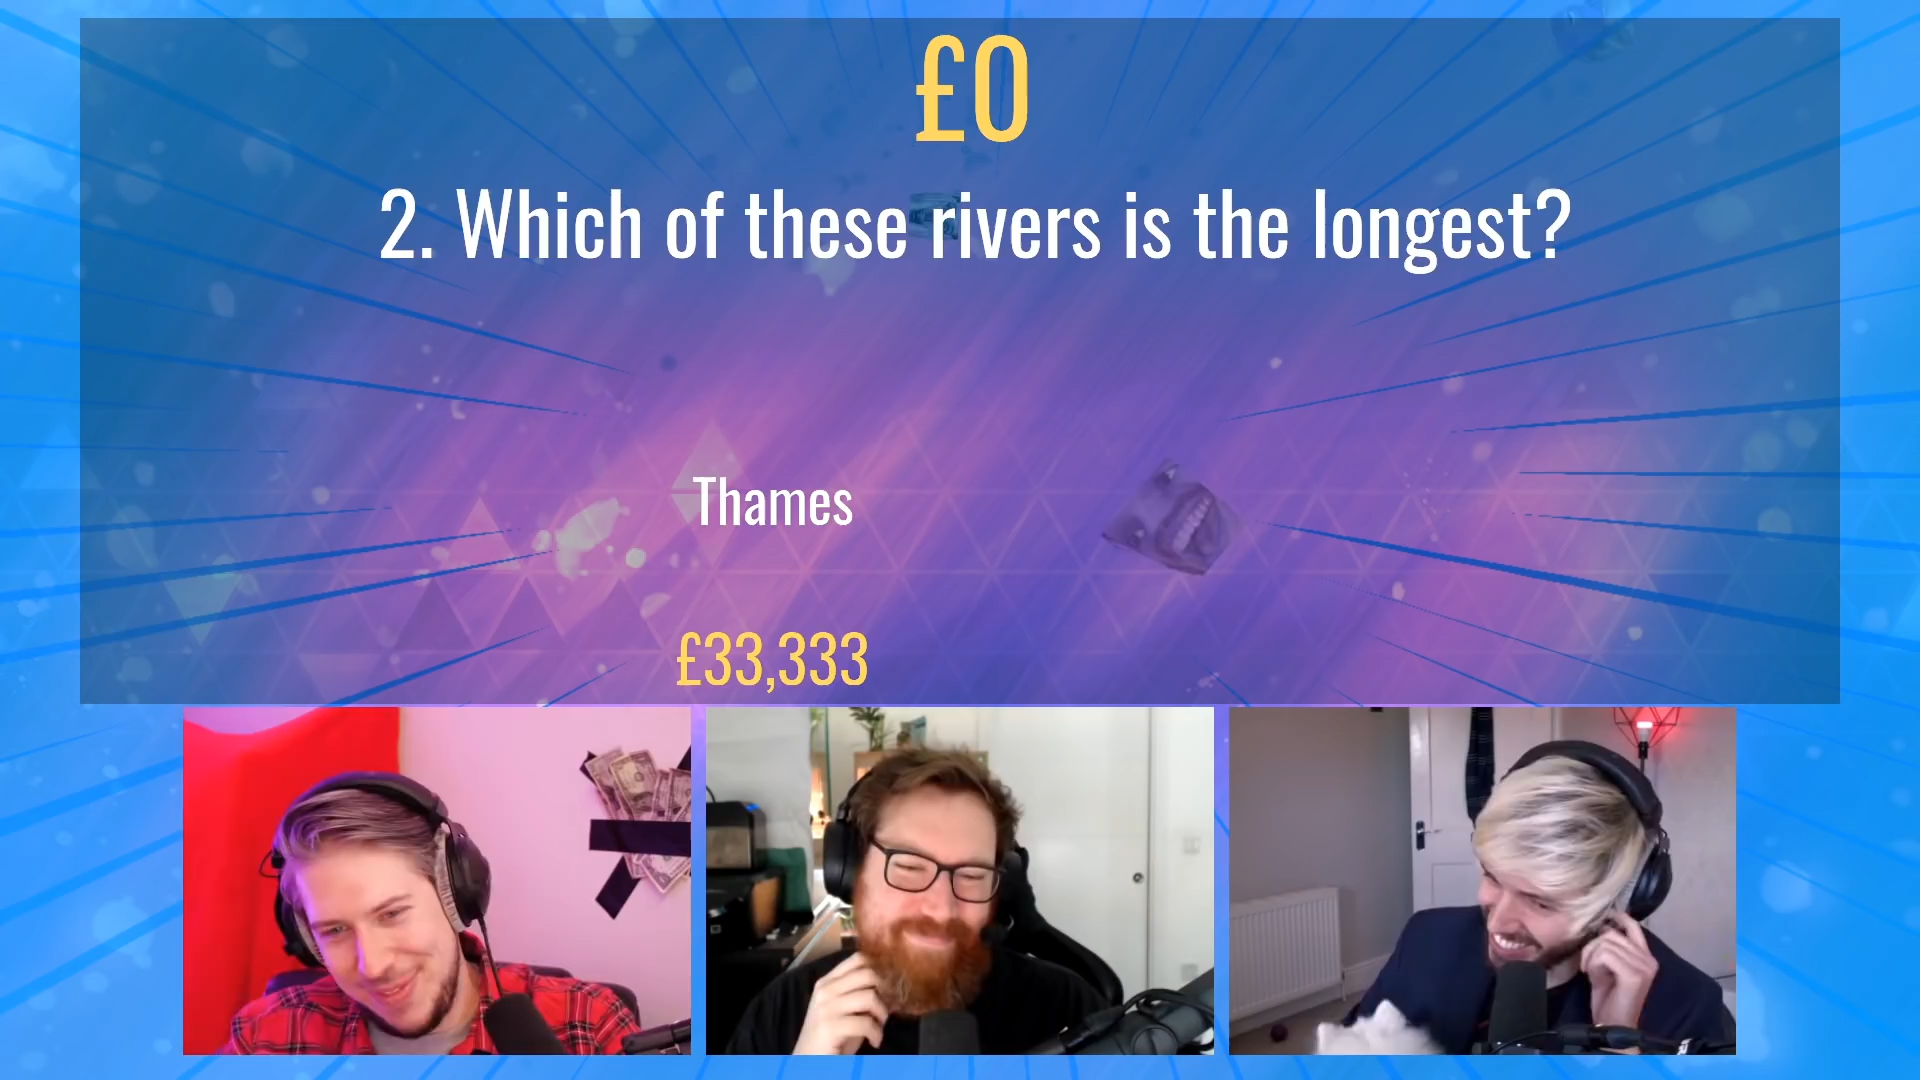 £0
2. Which of these rivers is the longest?
Thames
£33,333